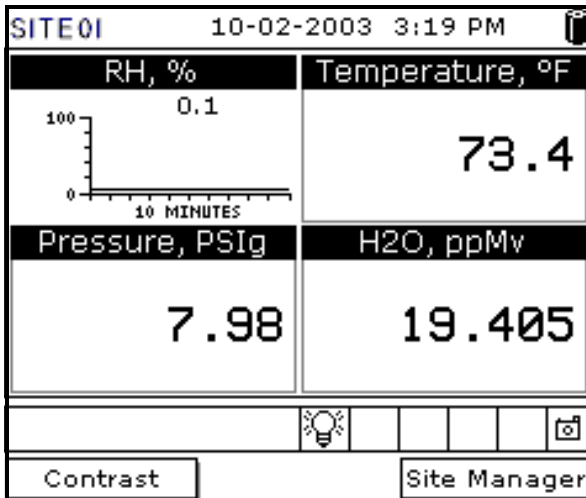 SITE01 10-02-2003 3:19 PM
RH, % Temperature, ºF
0.1
100
73.4
0
10 MINUTES
Pressure, PSIg H2O, ppMv
7.98 19.405
Contrast Site Manager